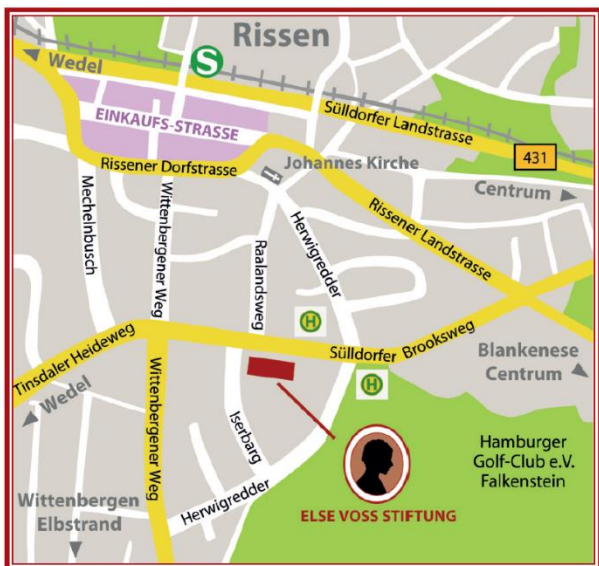 Rissen
Wedel
S
EINKAUFS-STRASSE
Sülldorfer Landstrasse
431
Rissener Dorfstrasse
Johannes Kirche
Centrum
Mechelnbusch
Wittenbergener Weg
Raalandsweg
Herwigredder
Rissener Landstrasse
H
Tinsdaler Heideweg
Sülldorfer Brooksweg
Blankenese
Centrum
H
Wedel
Wittenbergener Weg
Iserbarg
Hamburger
Golf-Club e.V.
Falkenstein
Wittenbergen
Elbstrand
Herwigredder
ELSE VOSS STIFTUNG